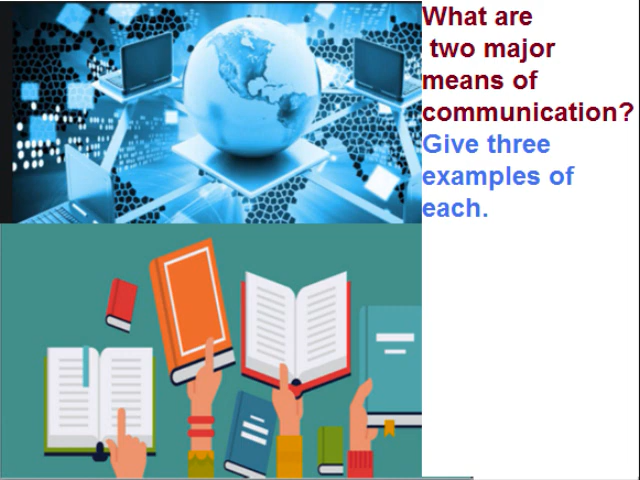 What are
two major
means of
communication?
Give three
examples of
each.